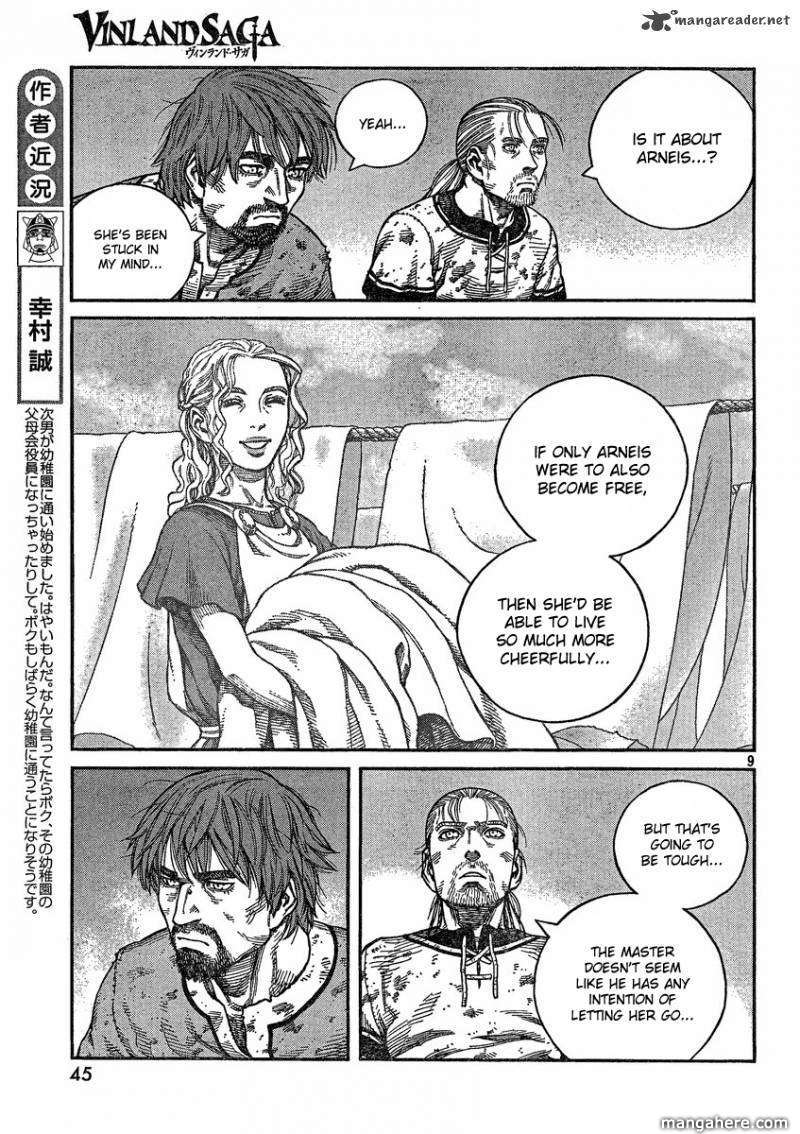 mangareader.net
VINLAND SAGA
ヴィンランド・サガ
IS IT ABOUT
ARNEIS...?
YEAH...
SHE'S BEEN
STUCK IN
MY MIND...
IF ONLY ARNEIS
WERE TO ALSO
BECOME FREE,
THEN SHE'D BE
ABLE TO LIVE
SO MUCH MORE
CHEERFULLY...
9
BUT THAT'S
GOING TO
BE TOUGH...
THE MASTER
DOESN'T SEEM
LIKE HE HAS ANY
INTENTION OF
LETTING HER GO...
作者近況
幸村誠
次男が幼稚園に通い始めました。はやいもんだ。なんて言ってたらボク、その幼稚園の
父母会役員になっちゃったりして。ボクもしばらく幼稚園に通うことになりそうです。
45
mangahere.com